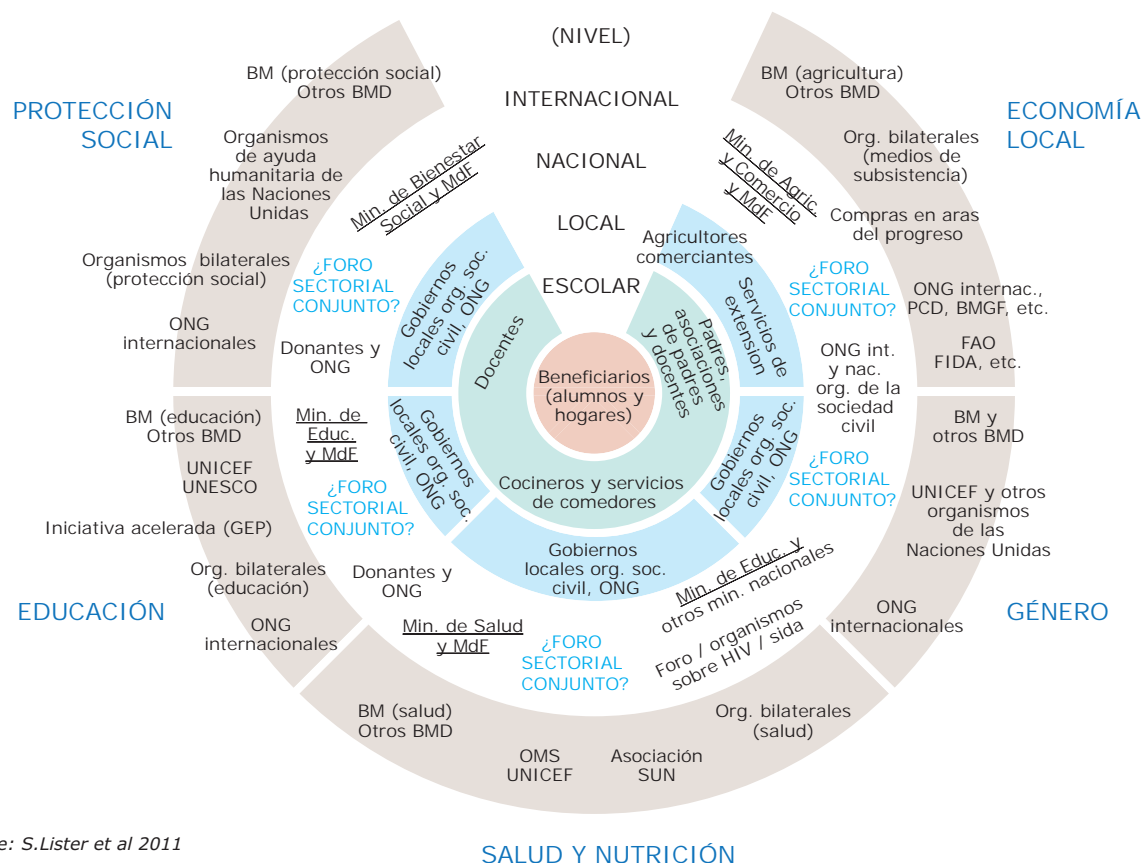 (NIVEL)
INTERNACIONAL
NACIONAL
LOCAL
ESCOLAR
PROTECCIÓN
SOCIAL
BM (protección social)
Otros BMD
Organismos
de ayuda
humanitaria de
las Naciones
Unidas
Organismos bilaterales
(protección social)
ONG
internacionales
Min. de Bienestar
Social y MdF
¿FORO
SECTORIAL
CONJUNTO?
Donantes y
ONG
Gobiernos
locales org. soc.
civil, ONG
Docentes
ECONOMÍA
LOCAL
BM (agricultura)
Otros BMD
Org. bilaterales
(medios de
subsistencia)
Compras en aras
del progreso
ONG internac.,
PCD, BMGF, etc.
FAO
FIDA, etc.
Min. de Agric.
y Comercio
y MdF
¿FORO
SECTORIAL
CONJUNTO?
ONG int.
y nac.
org. de la
sociedad
civil
Agricultores
comerciantes
Servicios de
extension
Padres,
asociaciones
de padres
y docentes
Beneficiarios
(alumnos y
hogares)
Cocineros y servicios
de comedores
EDUCACIÓN
BM (educación)
Otros BMD
UNICEF
UNESCO
Iniciativa acelerada (GEP)
Org. bilaterales
(educación)
ONG
internacionales
Min. de
Educ.
y MdF
¿FORO
SECTORIAL
CONJUNTO?
Donantes y
ONG
Gobiernos
locales org. soc.
civil, ONG
GÉNERO
BM y
otros BMD
UNICEF y otros
organismos
de las
Naciones Unidas
ONG
internacionales
¿FORO
SECTORIAL
CONJUNTO?
Gobiernos
locales org. soc.
civil, ONG
Min. de Educ. y
otros min. nacionales
Foro / organismos
sobre HIV / sida
Gobiernos
locales org. soc.
civil, ONG
Min. de Salud
y MdF
¿FORO
SECTORIAL
CONJUNTO?
BM (salud)
Otros BMD
OMS
UNICEF
Asociación
SUN
Org. bilaterales
(salud)
SALUD Y NUTRICIÓN
e: S.Lister et al 2011